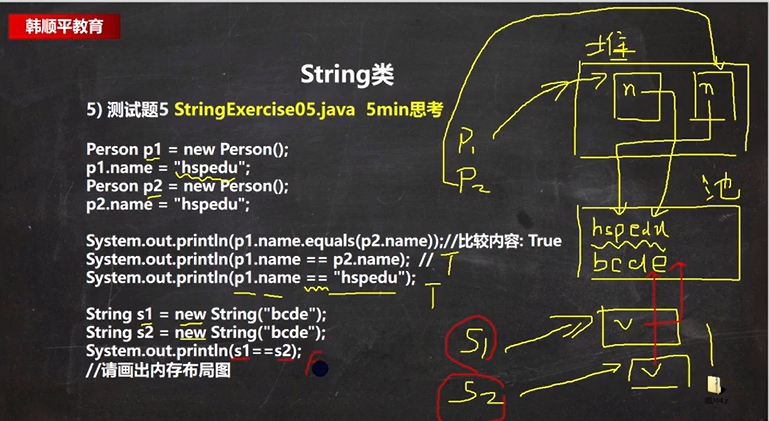 韩顺平教育
String类
5) 测试题5 StringExercise05.java 5min思考
Person p1 = new Person();
p1.name = "hspedu";
Person p2 = new Person();
p2.name = "hspedu";
System.out.println(p1.name.equals(p2.name));//比较内容: True
System.out.println(p1.name == p2.name); // T
System.out.println(p1.name == "hspedu"); T
String s1 = new String("bcde");
String s2 = new String("bcde");
System.out.println(s1==s2); F
//请画出内存布局图
堆
n n
P1
P2
池
hspedu
bcde
S1 v
S2 v